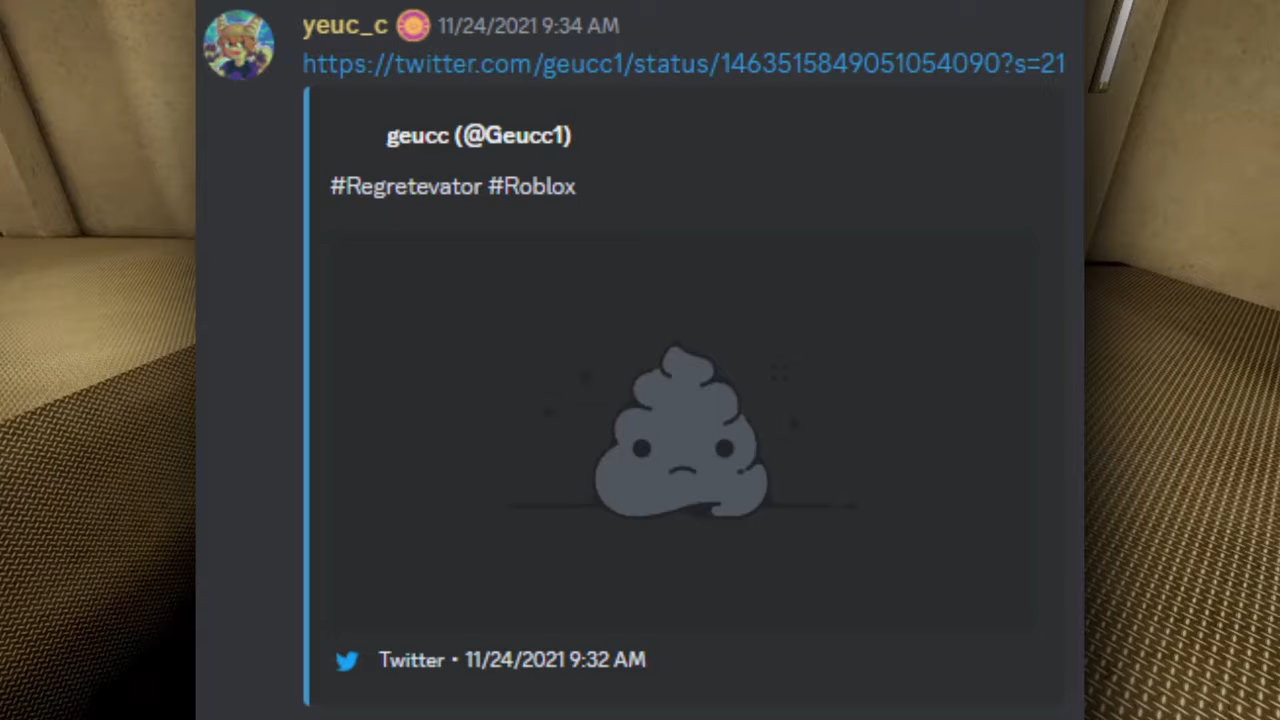 yeuc_c 11/24/2021 9:34 AM
https://twitter.com/geucc1/status/1463515849051054090?s=21
geucc (@Geucc1)
#Regretevator #Roblox
Twitter • 11/24/2021 9:32 AM